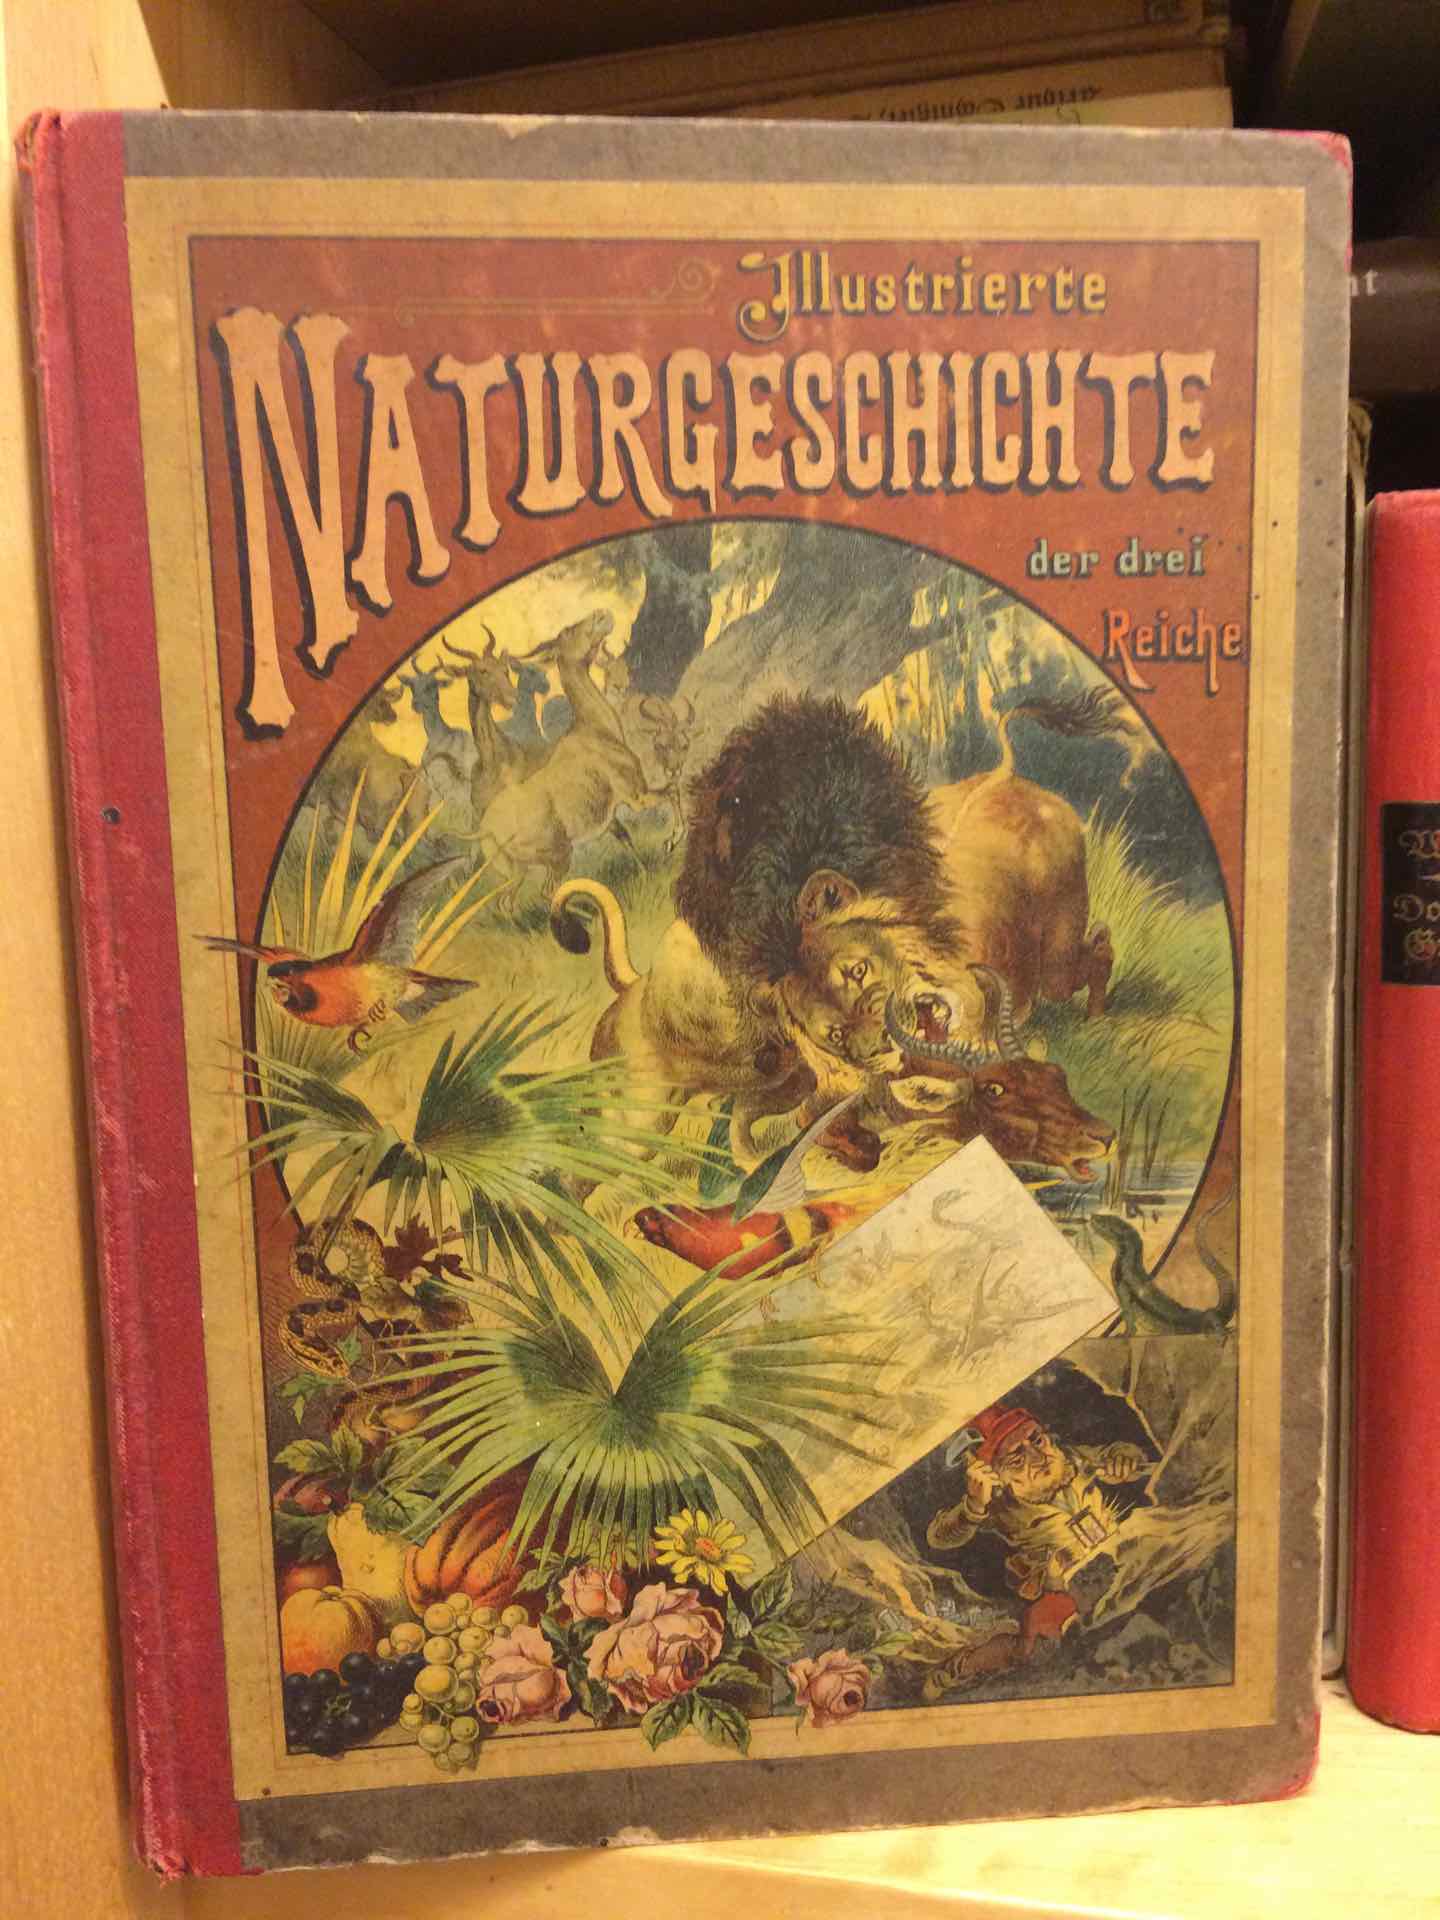 Illustrierte
NATURGESCHICHTE
der drei
Reiche